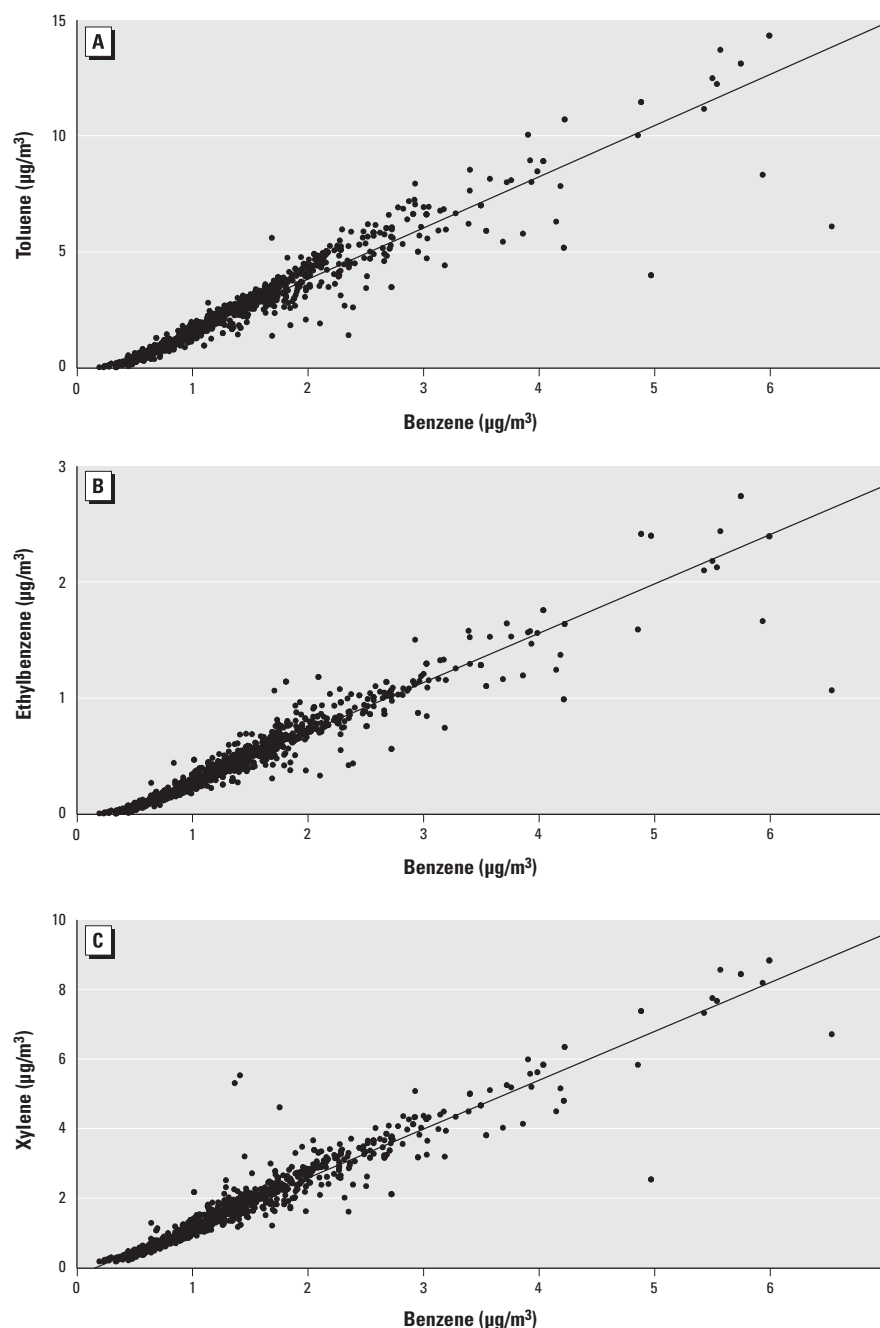 15
A
10
5
0
Toluene (µg/m³)
0 1 2 3 4 5 6
Benzene (µg/m³)
3
B
2
1
0
Ethylbenzene (µg/m³)
0 1 2 3 4 5 6
Benzene (µg/m³)
10
C
8
6
4
2
0
Xylene (µg/m³)
0 1 2 3 4 5 6
Benzene (µg/m³)